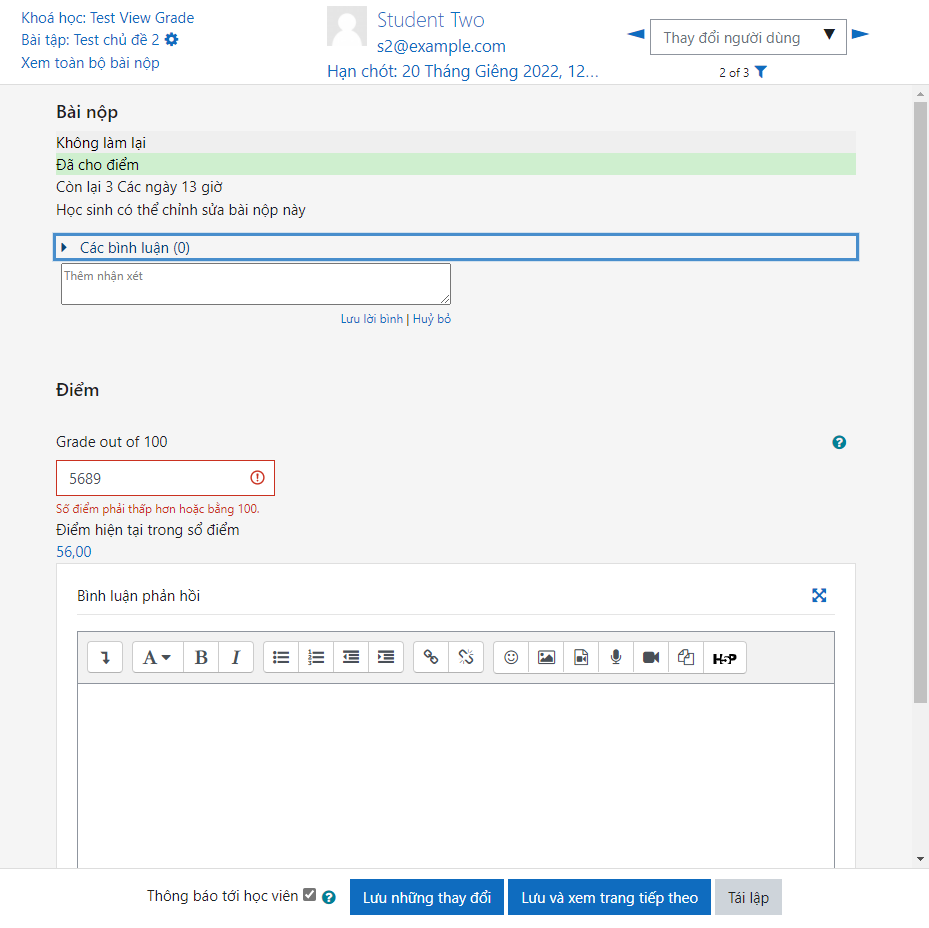 Khoá học: Test View Grade
Bài tập: Test chủ đề 2
Xem toàn bộ bài nộp
Student Two
s2@example.com
Hạn chót: 20 Tháng Giêng 2022, 12...
Thay đổi người dùng
2 of 3
Bài nộp
Không làm lại
Đã cho điểm
Còn lại 3 Các ngày 13 giờ
Học sinh có thể chỉnh sửa bài nộp này
Các bình luận (0)
Thêm nhận xét
Lưu lời bình | Huỷ bỏ
Điểm
Grade out of 100
5689
Số điểm phải thấp hơn hoặc bằng 100.
Điểm hiện tại trong sổ điểm
56,00
Bình luận phản hồi
A B I H5P
Thông báo tới học viên
Lưu những thay đổi
Lưu và xem trang tiếp theo
Tái lập